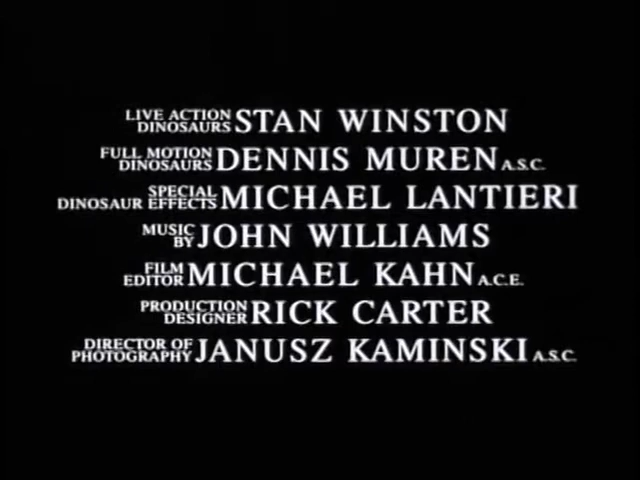 LIVE ACTION DINOSAURS STAN WINSTON
FULL MOTION DINOSAURS DENNIS MUREN A.S.C.
SPECIAL DINOSAUR EFFECTS MICHAEL LANTIERI
MUSIC BY JOHN WILLIAMS
FILM EDITOR MICHAEL KAHN A.C.E.
PRODUCTION DESIGNER RICK CARTER
DIRECTOR OF PHOTOGRAPHY JANUSZ KAMINSKI A.S.C.